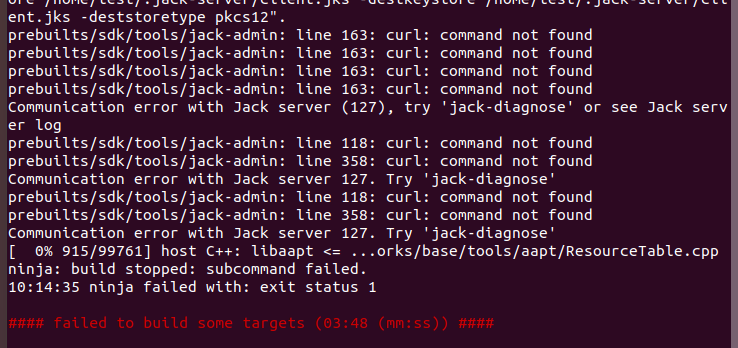 ent.jks -deststoretype pkcs12".
prebuilts/sdk/tools/jack-admin: line 163: curl: command not found
prebuilts/sdk/tools/jack-admin: line 163: curl: command not found
prebuilts/sdk/tools/jack-admin: line 163: curl: command not found
prebuilts/sdk/tools/jack-admin: line 163: curl: command not found
Communication error with Jack server (127), try 'jack-diagnose' or see Jack serv
er log
prebuilts/sdk/tools/jack-admin: line 118: curl: command not found
prebuilts/sdk/tools/jack-admin: line 358: curl: command not found
Communication error with Jack server 127. Try 'jack-diagnose'
prebuilts/sdk/tools/jack-admin: line 118: curl: command not found
prebuilts/sdk/tools/jack-admin: line 358: curl: command not found
Communication error with Jack server 127. Try 'jack-diagnose'
[  0% 915/99761] host C++: libaapt <= ...orks/base/tools/aapt/ResourceTable.cpp
ninja: build stopped: subcommand failed.
10:14:35 ninja failed with: exit status 1
#### failed to build some targets (03:48 (mm:ss)) ####